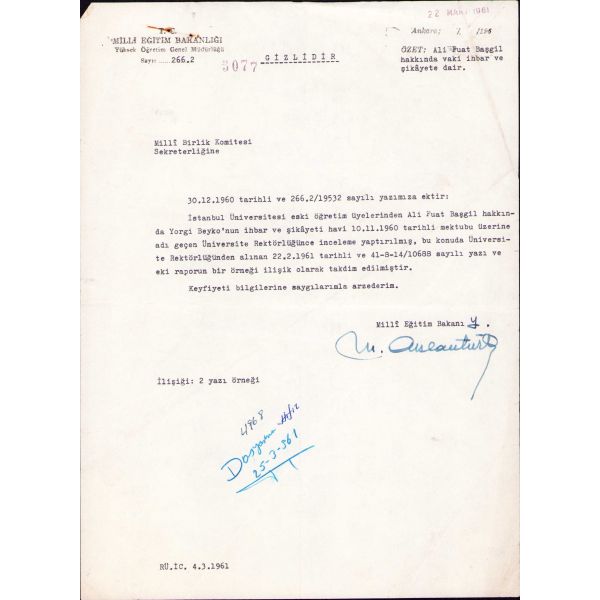 22 Mart 1961
T. C.
MİLLÎ EĞİTİM BAKANLIĞI
Yüksek Öğretim Genel Müdürlüğü
Sayı: ...... 266.2
5077
GİZLİDİR
Ankara; / /196
ÖZET: Ali Fuat Başgil
hakkında vaki ihbar ve
şikâyete dair.
Millî Birlik Komitesi
Sekreterliğine
30.12.1960 tarihli ve 266.2/19532 sayılı yazımıza ektir:
İstanbul Üniversitesi eski öğretim üyelerinden Ali Fuat Başgil hakkın-
da Yorgi Beyko'nun ihbar ve şikâyeti havi 10.11.1960 tarihli mektubu üzerine
adı geçen Üniversite Rektörlüğünce inceleme yaptırılmış, bu konuda Üniversi-
te Rektörlüğünden alınan 22.2.1961 tarihli ve 41-8-14/10688 sayılı yazı ve
eki raporun bir örneği ilişik olarak takdim edilmiştir.
Keyfiyeti bilgilerine saygılarımla arzederim.
Millî Eğitim Bakanı Y.
İlişiği: 2 yazı örneği
4968
Dosyasına
25-3-961
RÜ.İC. 4.3.1961